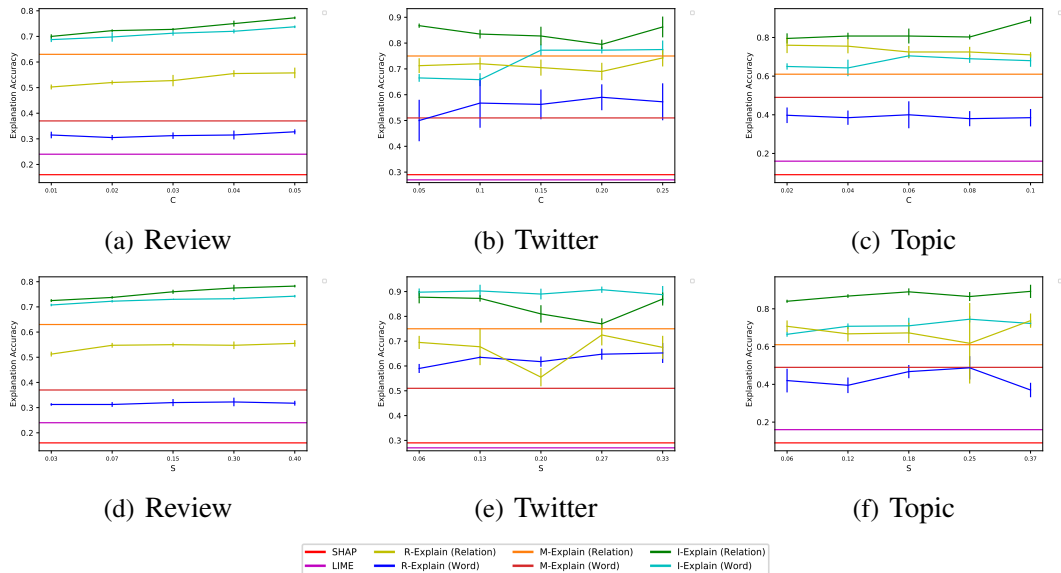 Explanation Accuracy
0.8
0.7
0.6
0.5
0.4
0.3
0.2
0.01 0.02 0.03 0.04 0.05
C
(a) Review
Explanation Accuracy
0.9
0.8
0.7
0.6
0.5
0.4
0.3
0.05 0.1 0.15 0.20 0.25
C
(b) Twitter
Explanation Accuracy
0.8
0.6
0.4
0.2
0.02 0.04 0.06 0.08 0.1
C
(c) Topic
Explanation Accuracy
0.8
0.7
0.6
0.5
0.4
0.3
0.2
0.03 0.07 0.15 0.30 0.40
S
(d) Review
Explanation Accuracy
0.9
0.8
0.7
0.6
0.5
0.4
0.3
0.06 0.13 0.20 0.27 0.33
S
(e) Twitter
Explanation Accuracy
0.8
0.6
0.4
0.2
0.06 0.12 0.18 0.25 0.37
S
(f) Topic
SHAP R-Explain (Relation) M-Explain (Relation) I-Explain (Relation)
LIME R-Explain (Word) M-Explain (Word) I-Explain (Word)